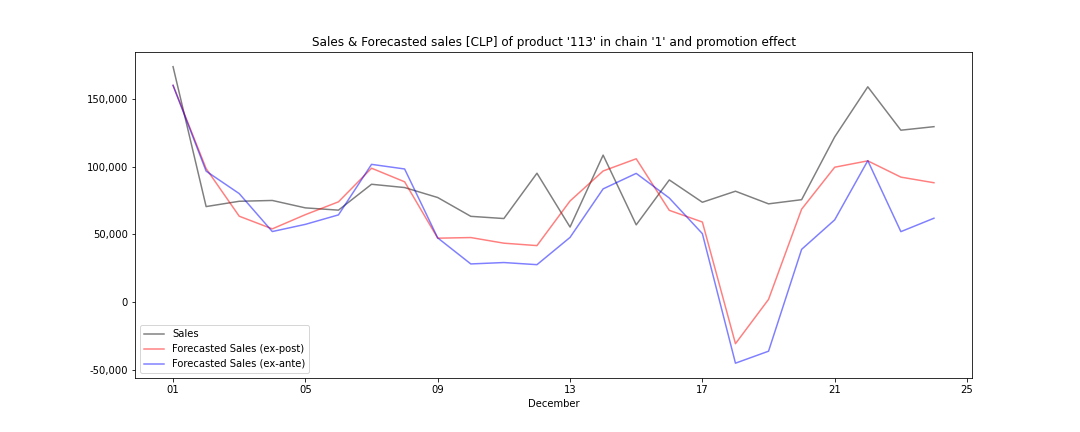 Sales & Forecasted sales [CLP] of product '113' in chain '1' and promotion effect
150,000
100,000
50,000
0
-50,000
Sales
Forecasted Sales (ex-post)
Forecasted Sales (ex-ante)
01 05 09 13 17 21 25
December